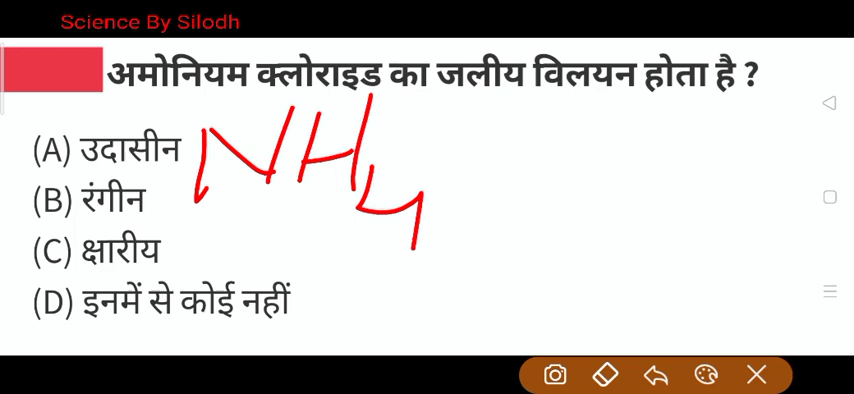 Science By Silodh
अमोनियम क्लोराइड का जलीय विलयन होता है ?
(A) उदासीन
NH4
(B) रंगीन
(C) क्षारीय
(D) इनमें से कोई नहीं